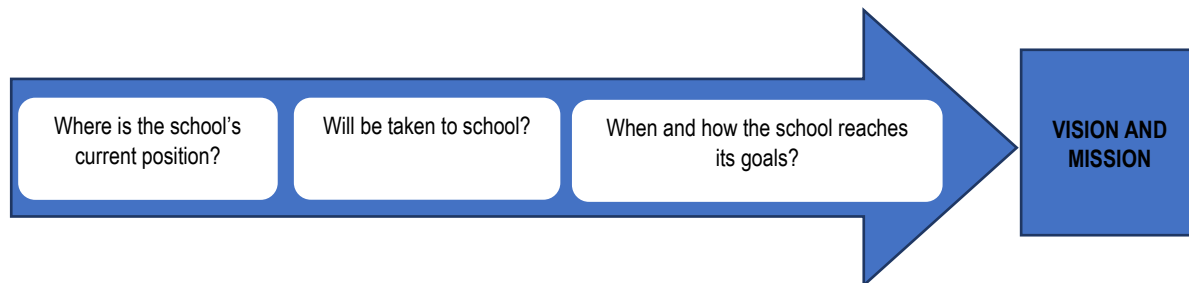 Where is the school’s
current position?
Will be taken to school?
When and how the school reaches
its goals?
VISION AND
MISSION